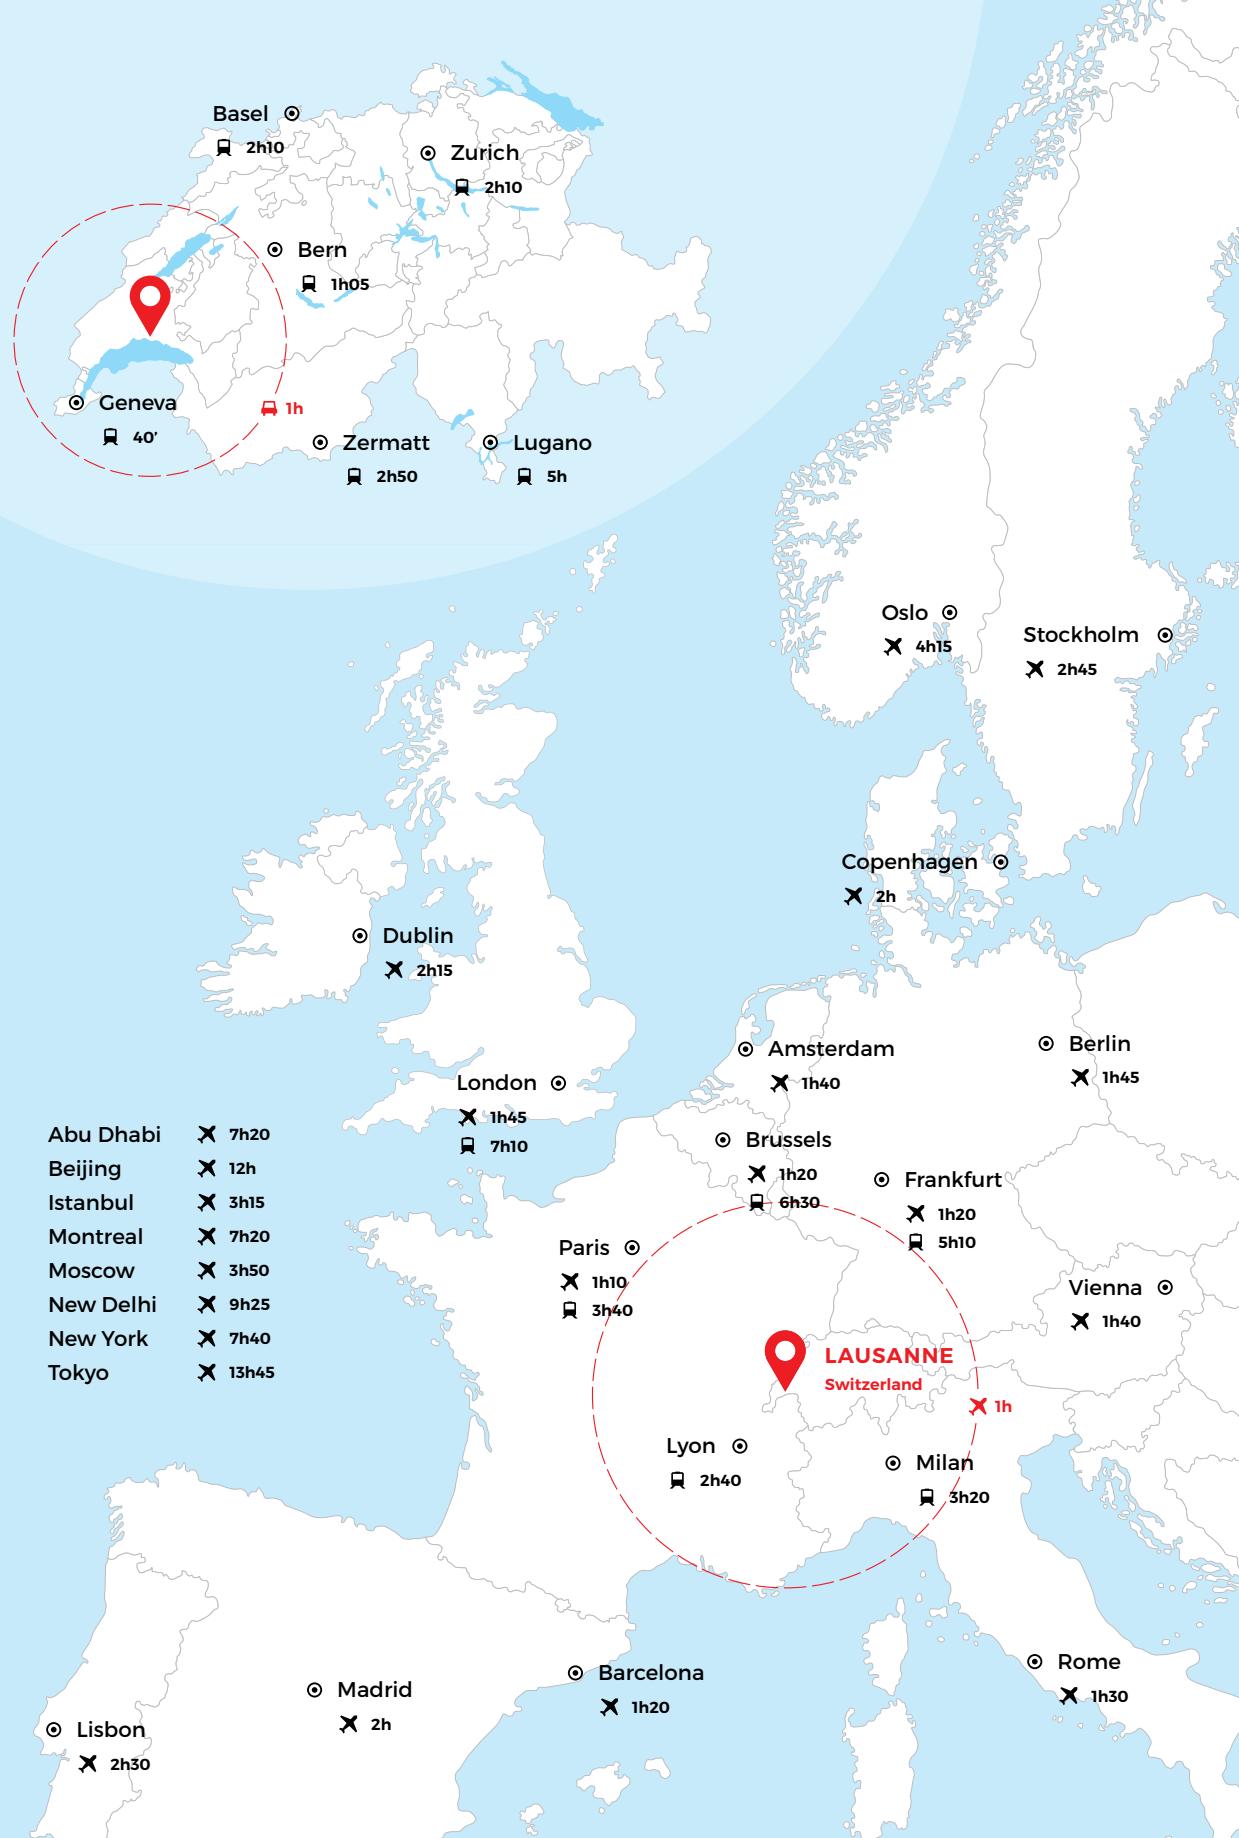 Basel
2h10
Zurich
2h10
Bern
1h05
Geneva
40’
1h
Zermatt
2h50
Lugano
5h
Oslo
4h15
Stockholm
2h45
Copenhagen
2h
Dublin
2h15
Amsterdam
1h40
Berlin
1h45
London
1h45
7h10
Brussels
1h20
6h30
Frankfurt
1h20
5h10
Paris
1h10
3h40
Vienna
1h40
Abu Dhabi 7h20
Beijing 12h
Istanbul 3h15
Montreal 7h20
Moscow 3h50
New Delhi 9h25
New York 7h40
Tokyo 13h45
LAUSANNE
Switzerland
1h
Lyon
2h40
Milan
3h20
Rome
1h30
Barcelona
1h20
Madrid
2h
Lisbon
2h30